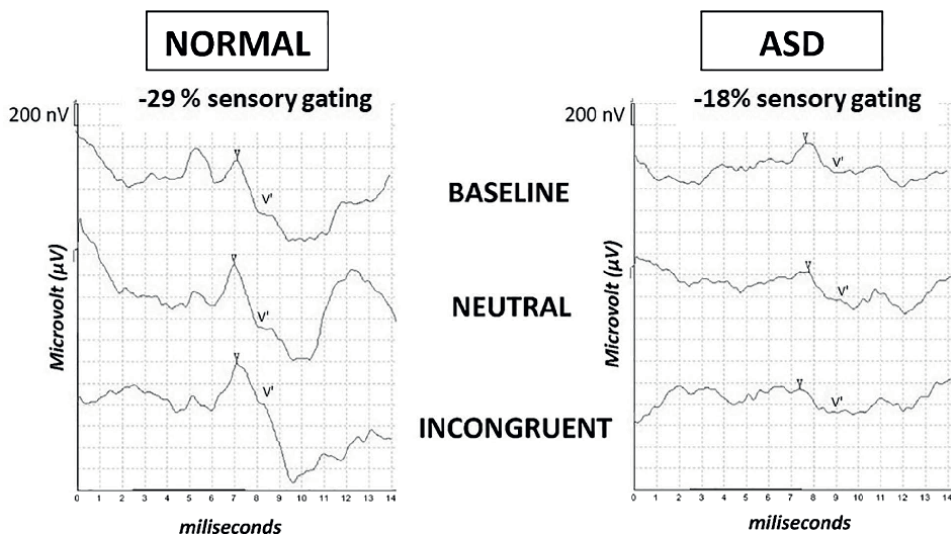 NORMAL
-29 % sensory gating
200 nV
V'
V'
V'
Microvolt (µV)
0 1 2 3 4 5 6 7 8 9 10 11 12 13 14
miliseconds
BASELINE
NEUTRAL
INCONGRUENT
ASD
-18% sensory gating
200 nV
V'
V'
V'
Microvolt (µV)
0 1 2 3 4 5 6 7 8 9 10 11 12 13 14
miliseconds